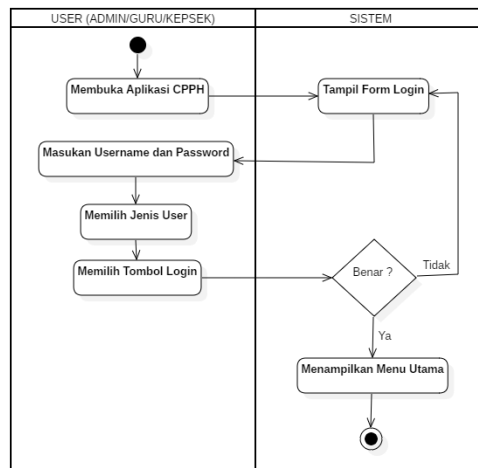 USER (ADMIN/GURU/KEPSEK)
SISTEM
Membuka Aplikasi CPPH
Tampil Form Login
Masukan Username dan Password
Memilih Jenis User
Memilih Tombol Login
Benar ?
Tidak
Ya
Menampilkan Menu Utama